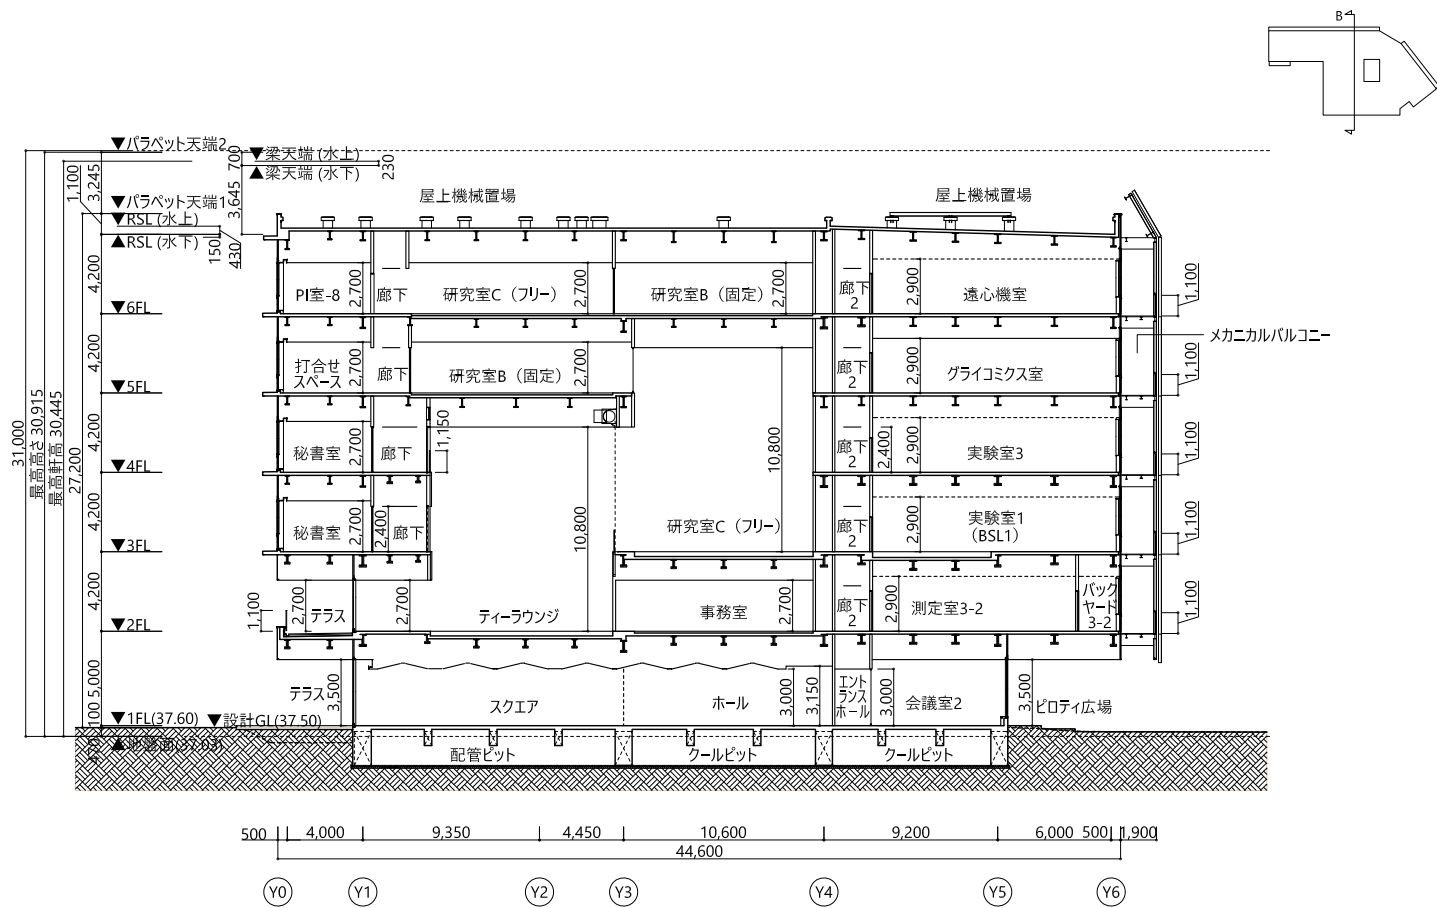 B
▼パラペット天端2
▼梁天端 (水上)
▲梁天端 (水下)
700
230
3,245
1,100
3,645
▼パラペット天端1
▼RSL (水上)
▲RSL (水下)
150
430
屋上機械置場
屋上機械置場
4,200
PI室-8
2,700
廊下
研究室C（フリー）
2,700
研究室B（固定）
2,700
廊下
2
2,900
遠心機室
1,100
▼6FL
メカニカルバルコニー
4,200
打合せ
スペース
2,700
廊下
研究室B（固定）
2,700
廊下
2
2,900
グライコミクス室
1,100
▼5FL
31,000
最高高さ 30,915
最高軒高 30,445
27,200
4,200
秘書室
2,700
廊下
1,150
10,800
廊下
2
2,400
2,900
実験室3
1,100
▼4FL
4,200
秘書室
2,700
2,400
廊下
10,800
研究室C（フリー）
廊下
2
2,900
実験室1
（BSL1）
1,100
▼3FL
4,200
1,100
2,700
テラス
2,700
ティーラウンジ
事務室
2,700
廊下
2
2,900
測定室3-2
バック
ヤード
3-2
1,100
▼2FL
5,000
テラス
3,500
スクエア
ホール
3,000
3,150
エント
ランス
ホール
3,000
会議室2
3,500
ピロティ広場
100
▼1FL(37.60)
▼設計GL(37.50)
470
▲地盤面(37.03)
配管ピット
クールピット
クールピット
500
4,000
9,350
4,450
10,600
9,200
6,000
500
1,900
44,600
Y0
Y1
Y2
Y3
Y4
Y5
Y6